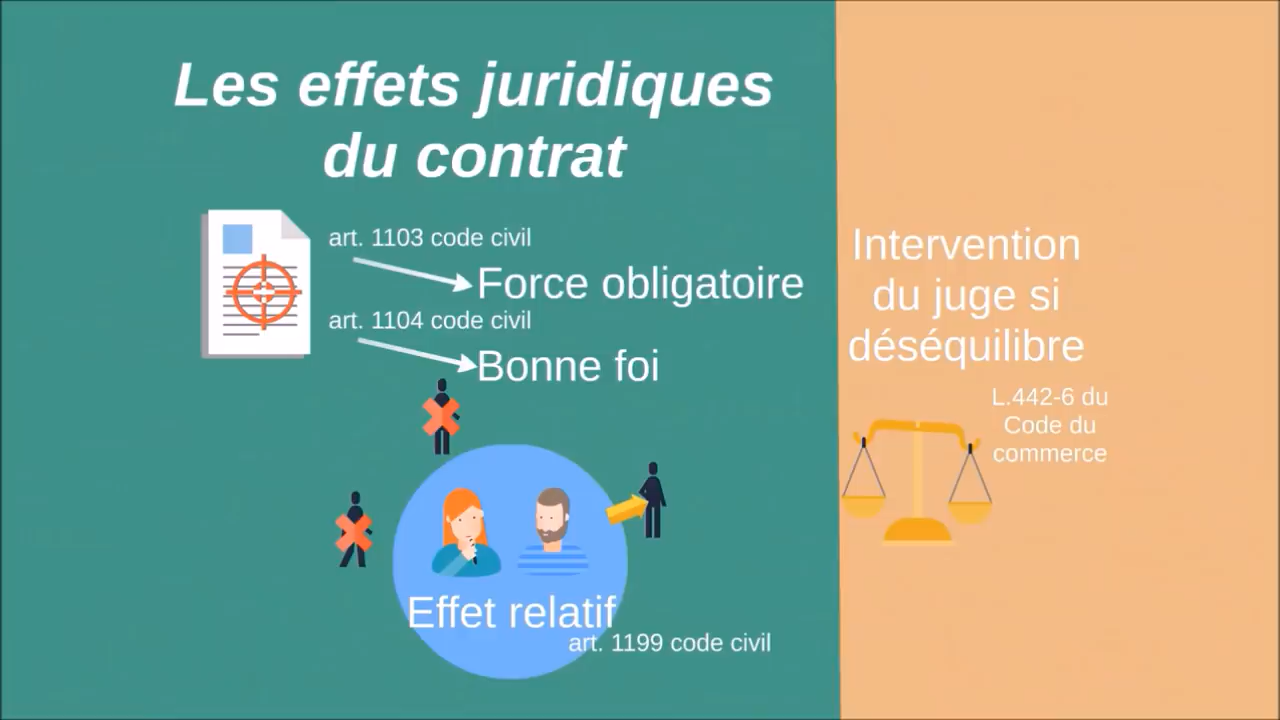 Les effets juridiques
du contrat
art. 1103 code civil
Force obligatoire
art. 1104 code civil
Bonne foi
Effet relatif
art. 1199 code civil
Intervention
du juge si
déséquilibre
L.442-6 du
Code du
commerce